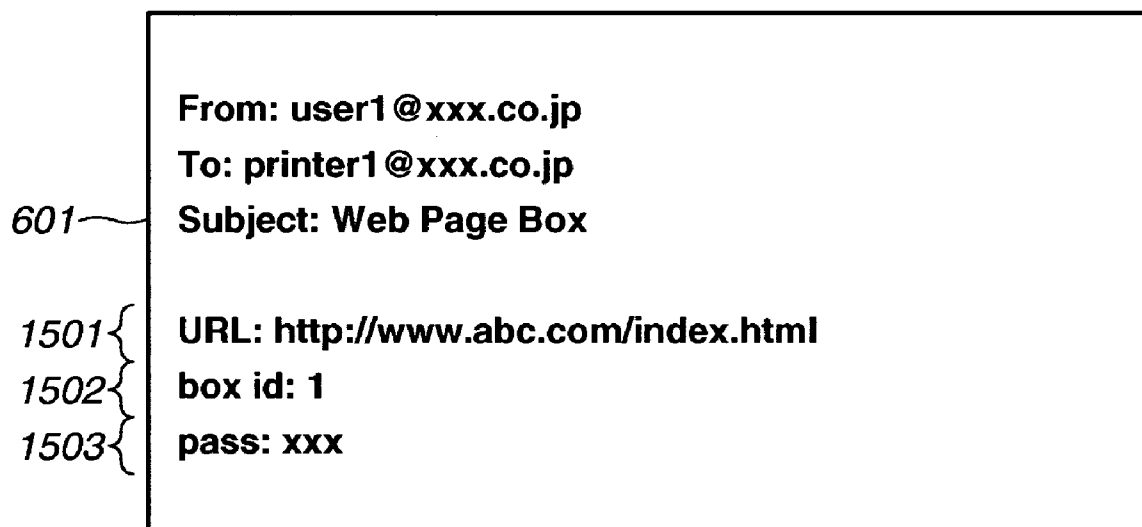 From: user1@xxx.co.jp
To: printer1@xxx.co.jp
601 Subject: Web Page Box
1501 URL: http://www.abc.com/index.html
1502 box id: 1
1503 pass: xxx